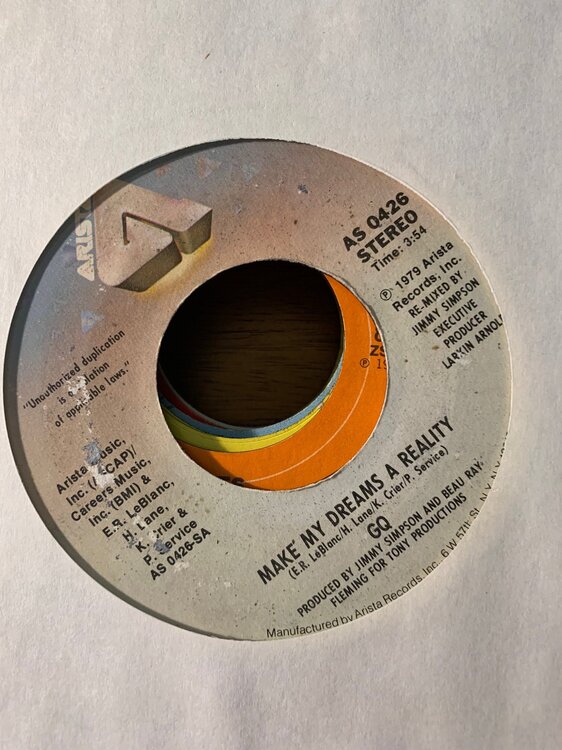 ARISTA
AS 0426
STEREO
Time: 3:54
℗ 1979 Arista
Records, Inc.
RE-MIXED BY
JIMMY SIMPSON
EXECUTIVE
PRODUCER
LARKIN ARNOLD
"Unauthorized duplication
is a violation
of applicable laws."
Arista Music,
Inc. (ASCAP)/
Careers Music,
Inc. (BMI) &
E.R. LeBlanc,
H. Lane,
K. Crier &
P. Service
AS 0426-SA
MAKE MY DREAMS A REALITY
(E.R. LeBlanc/H. Lane/K. Crier/P. Service)
GQ
PRODUCED BY JIMMY SIMPSON AND BEAU RAY
FLEMING FOR TONY PRODUCTIONS
Manufactured by Arista Records, Inc., 6 W 57th St., N.Y., N.Y.